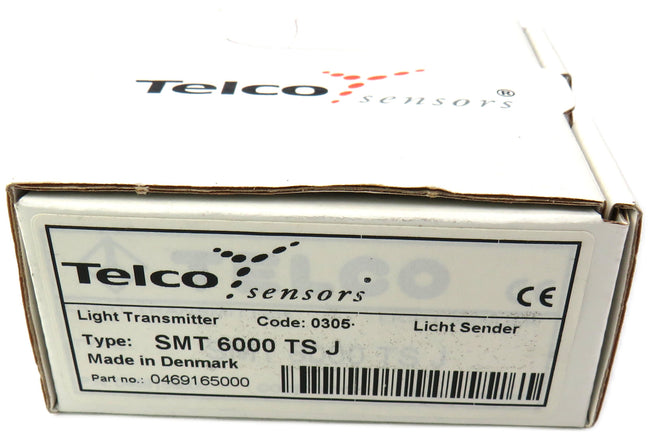 Telco sensors ®
Telco sensors
CE
Light Transmitter Code: 0305 Licht Sender
Type: SMT 6000 TS J
Made in Denmark
Part no.: 0469165000